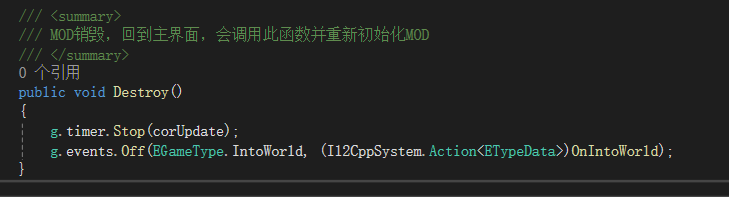 /// <summary>
/// MOD销毁，回到主界面，会调用此函数并重新初始化MOD
/// </summary>
0 个引用
public void Destroy()
{
g.timer.Stop(corUpdate);
g.events.Off(EGameType.IntoWorld, (Il2CppSystem.Action<ETypeData>)OnIntoWorld);
}